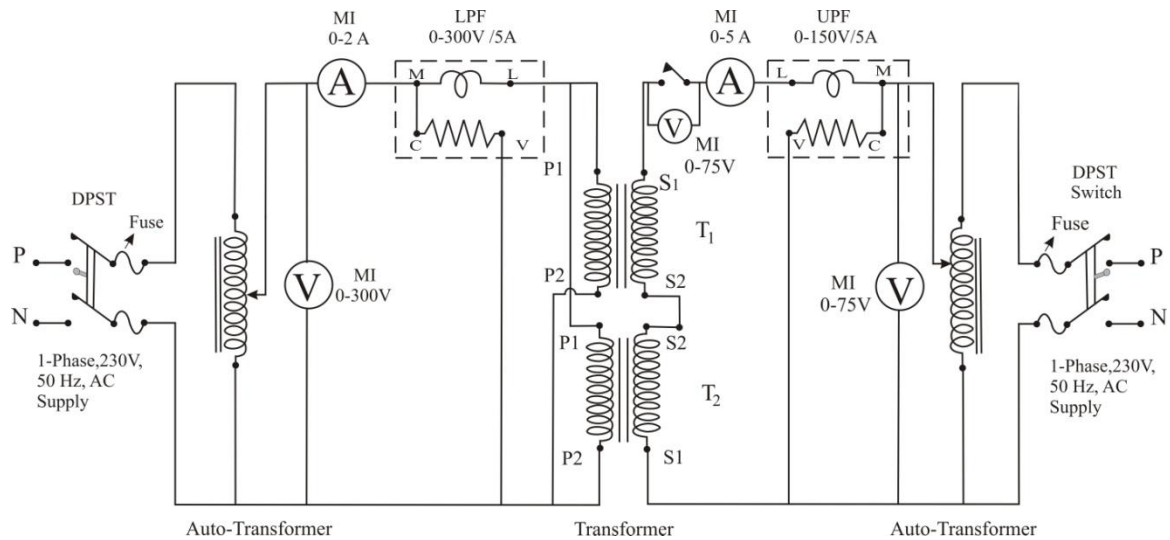 MI
0-2 A
LPF
0-300V /5A
MI
0-5 A
UPF
0-150V/5A
A
M
L
C
V
A
L
M
V
C
V
MI
0-75V
P1
S1
T1
P2
S2
P1
S2
T2
P2
S1
DPST
Fuse
P
N
1-Phase,230V,
50 Hz, AC
Supply
V
MI
0-300V
MI
0-75V
V
DPST
Switch
Fuse
P
N
1-Phase,230V,
50 Hz, AC
Supply
Auto-Transformer
Transformer
Auto-Transformer